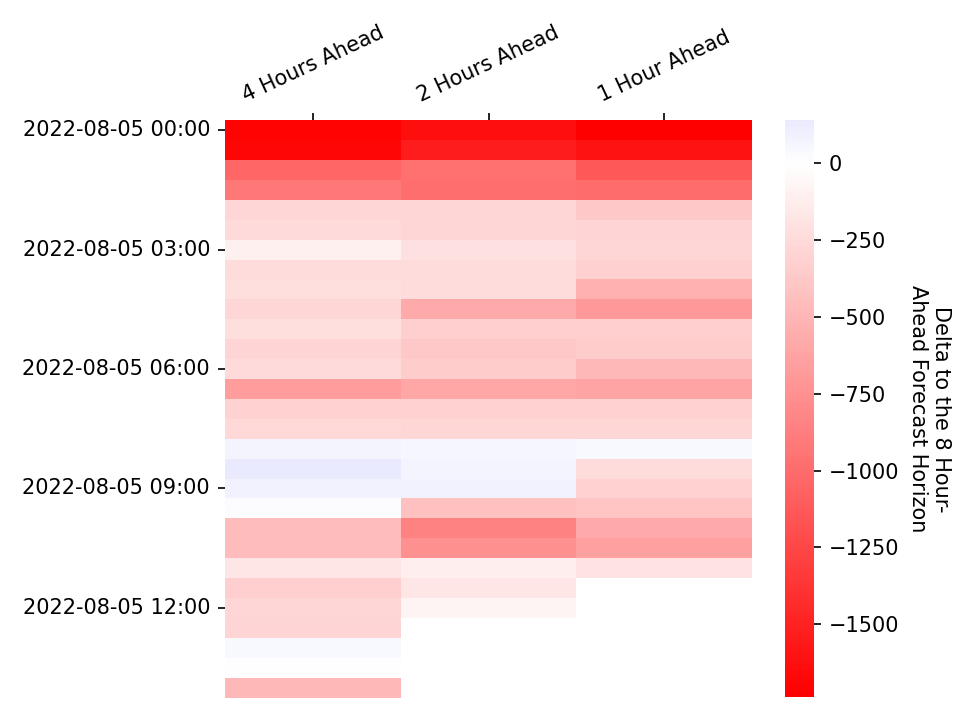 4 Hours Ahead
2 Hours Ahead
1 Hour Ahead
2022-08-05 00:00
2022-08-05 03:00
2022-08-05 06:00
2022-08-05 09:00
2022-08-05 12:00
0
−250
−500
−750
−1000
−1250
−1500
Delta to the 8 Hour-
Ahead Forecast Horizon